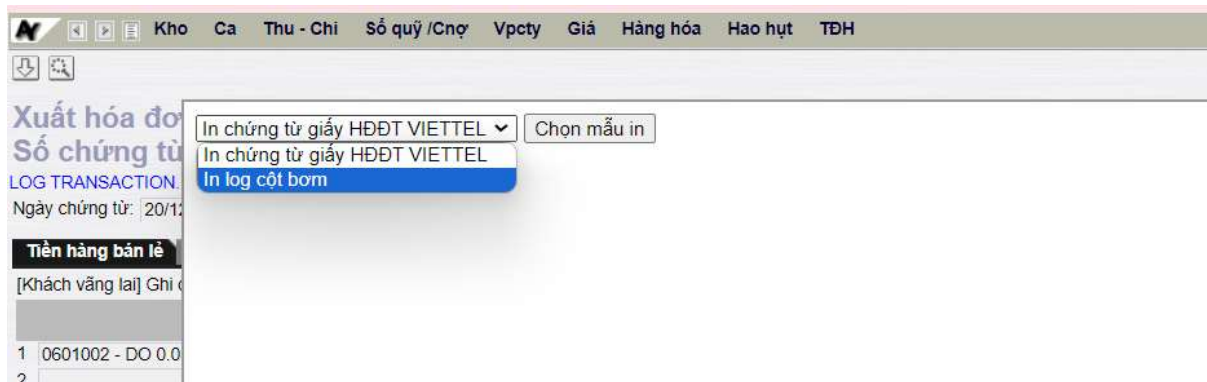 Kho Ca Thu - Chi Sổ quỹ /Cnợ Vpcty Giá Hàng hóa Hao hụt TĐH
Xuất hóa đơ
Số chứng từ
LOG TRANSACTION.
Ngày chứng từ: 20/12
In chứng từ giấy HĐĐT VIETTEL Chọn mẫu in
In chứng từ giấy HĐĐT VIETTEL
In log cột bơm
Tiền hàng bán lẻ
[Khách vãng lai] Ghi
1 0601002 - DO 0.0
2